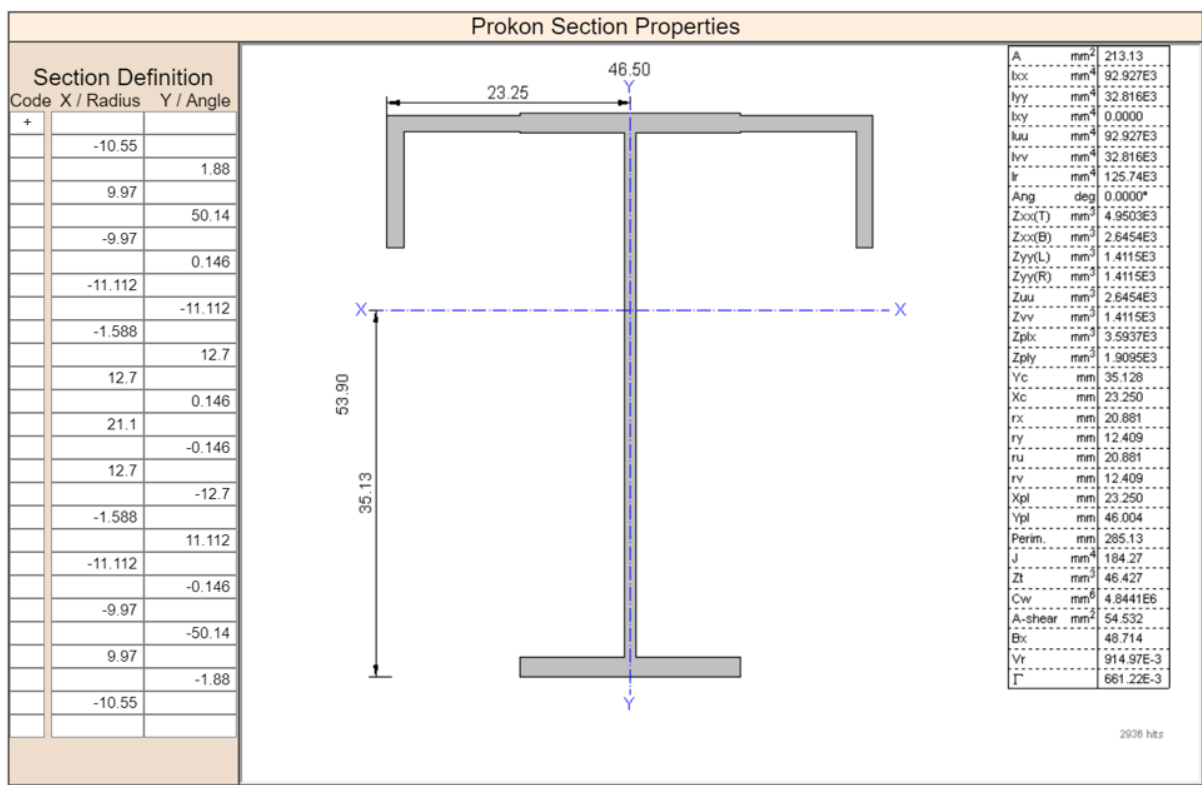 Prokon Section Properties
Section Definition
Code X / Radius Y / Angle
+
-10.55
1.88
9.97
50.14
-9.97
0.146
-11.112
-11.112
-1.588
12.7
12.7
0.146
21.1
-0.146
12.7
-12.7
-1.588
11.112
-11.112
-0.146
-9.97
-50.14
9.97
-1.88
-10.55
46.50
23.25
Y
X
X
53.90
35.13
Y
A mm2 213.13
Ixx mm4 92.927E3
Iyy mm4 32.816E3
Ixy mm4 0.0000
Iuu mm4 92.927E3
Ivv mm4 32.816E3
Ir mm4 125.74E3
Ang deg 0.0000°
Zxx(T) mm3 4.9503E3
Zxx(B) mm3 2.6454E3
Zyy(L) mm3 1.4115E3
Zyy(R) mm3 1.4115E3
Zuu mm3 2.6454E3
Zvv mm3 1.4115E3
Zplx mm3 3.5937E3
Zply mm3 1.9095E3
Yc mm 35.128
Xc mm 23.250
rx mm 20.881
ry mm 12.409
ru mm 20.881
rv mm 12.409
Xpl mm 23.250
Ypl mm 46.004
Perim. mm 285.13
J mm4 184.27
Zt mm3 46.427
Cw mm6 4.8441E6
A-shear mm2 54.532
Bx 48.714
Vr 914.97E-3
Γ 661.22E-3
2936 hits